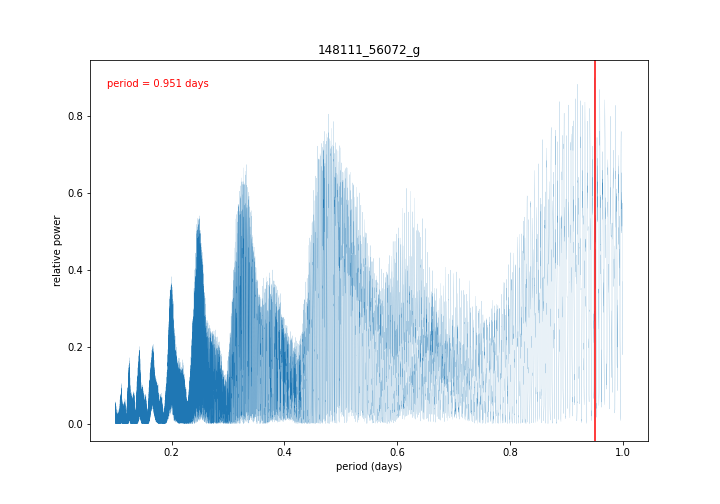 148111_56072_g
period = 0.951 days
relative power
0.8
0.6
0.4
0.2
0.0
0.2 0.4 0.6 0.8 1.0
period (days)